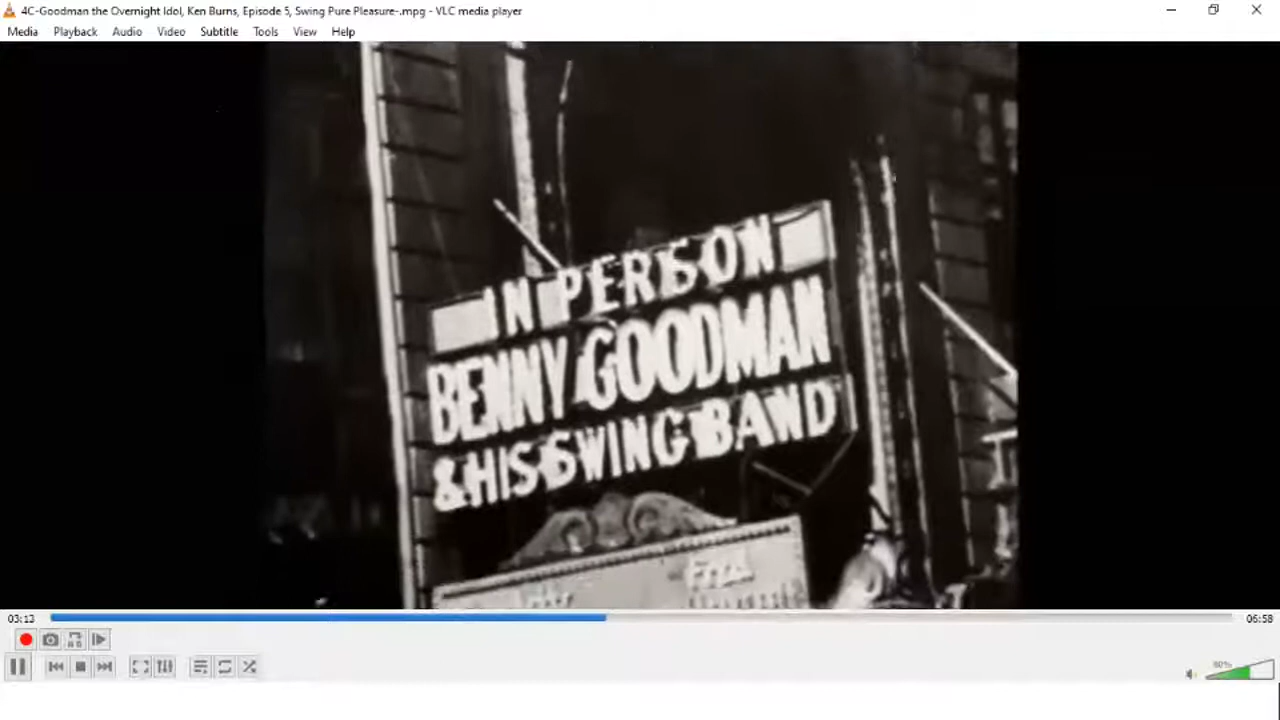 4C-Goodman the Overnight Idol, Ken Burns, Episode 5, Swing Pure Pleasure-.mpg - VLC media player
Media Playback Audio Video Subtitle Tools View Help
IN PERSON
BENNY GOODMAN
& HIS SWING BAND
03:13 06:58
80%